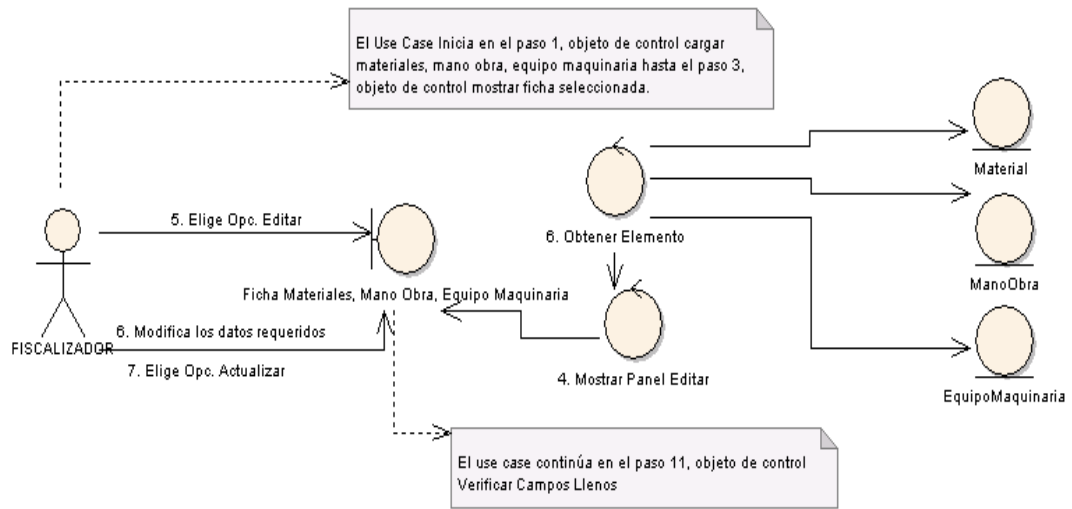 El Use Case Inicia en el paso 1, objeto de control cargar
materiales, mano obra, equipo maquinaria hasta el paso 3,
objeto de control mostrar ficha seleccionada.
Material
5. Elige Opc. Editar
6. Obtener Elemento
ManoObra
Ficha Materiales, Mano Obra, Equipo Maquinaria
6. Modifica los datos requeridos
FISCALIZADOR
7. Elige Opc. Actualizar
4. Mostrar Panel Editar
EquipoMaquinaria
El use case continúa en el paso 11, objeto de control
Verificar Campos Llenos